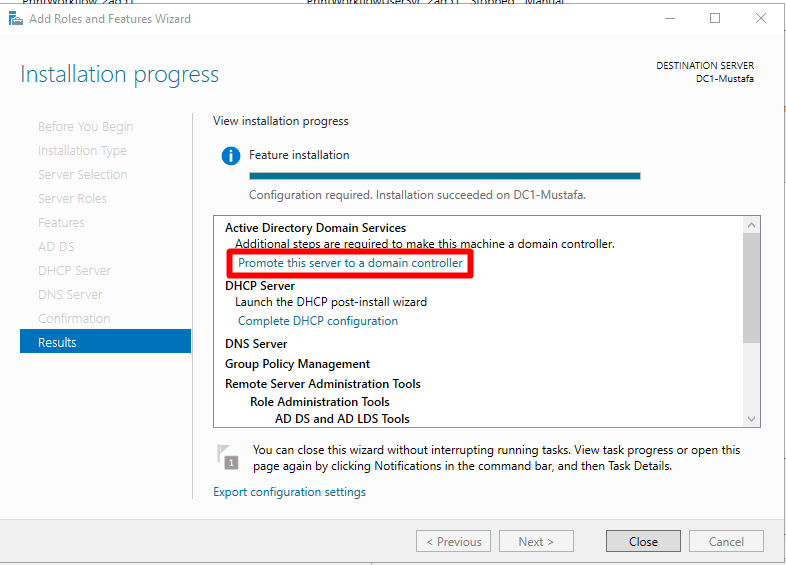 Add Roles and Features Wizard
Installation progress
DESTINATION SERVER
DC1-Mustafa
Before You Begin
Installation Type
Server Selection
Server Roles
Features
AD DS
DHCP Server
DNS Server
Confirmation
Results
View installation progress
Feature installation
Configuration required. Installation succeeded on DC1-Mustafa.
Active Directory Domain Services
Additional steps are required to make this machine a domain controller.
Promote this server to a domain controller
DHCP Server
Launch the DHCP post-install wizard
Complete DHCP configuration
DNS Server
Group Policy Management
Remote Server Administration Tools
Role Administration Tools
AD DS and AD LDS Tools
1
You can close this wizard without interrupting running tasks. View task progress or open this
page again by clicking Notifications in the command bar, and then Task Details.
Export configuration settings
< Previous
Next >
Close
Cancel